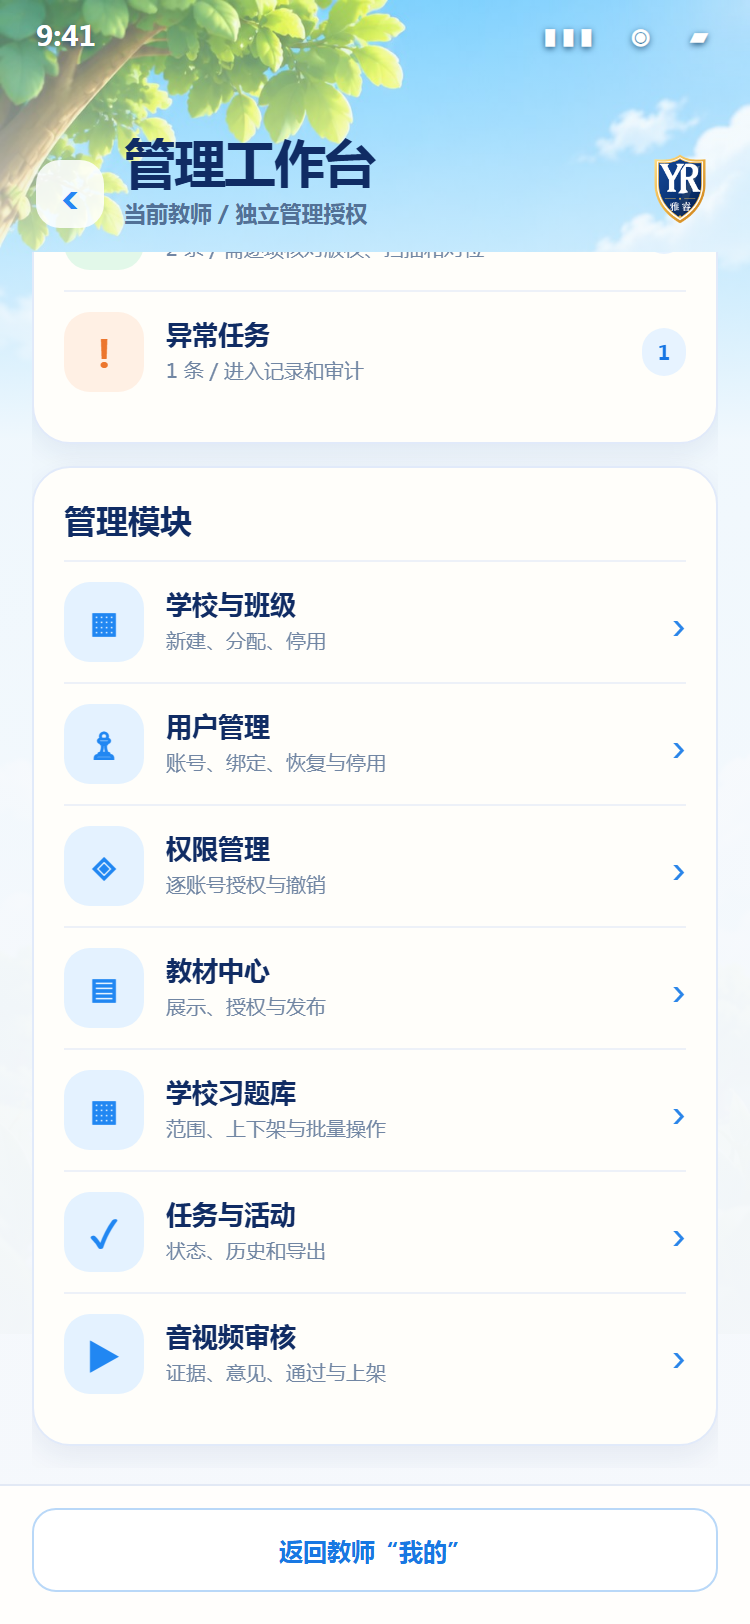 9:41
管理工作台
当前教师 / 独立管理授权
YR
雅睿
异常任务
1 条 / 进入记录和审计
1
管理模块
学校与班级
新建、分配、停用
用户管理
账号、绑定、恢复与停用
权限管理
逐账号授权与撤销
教材中心
展示、授权与发布
学校习题库
范围、上下架与批量操作
任务与活动
状态、历史和导出
音视频审核
证据、意见、通过与上架
返回教师“我的”